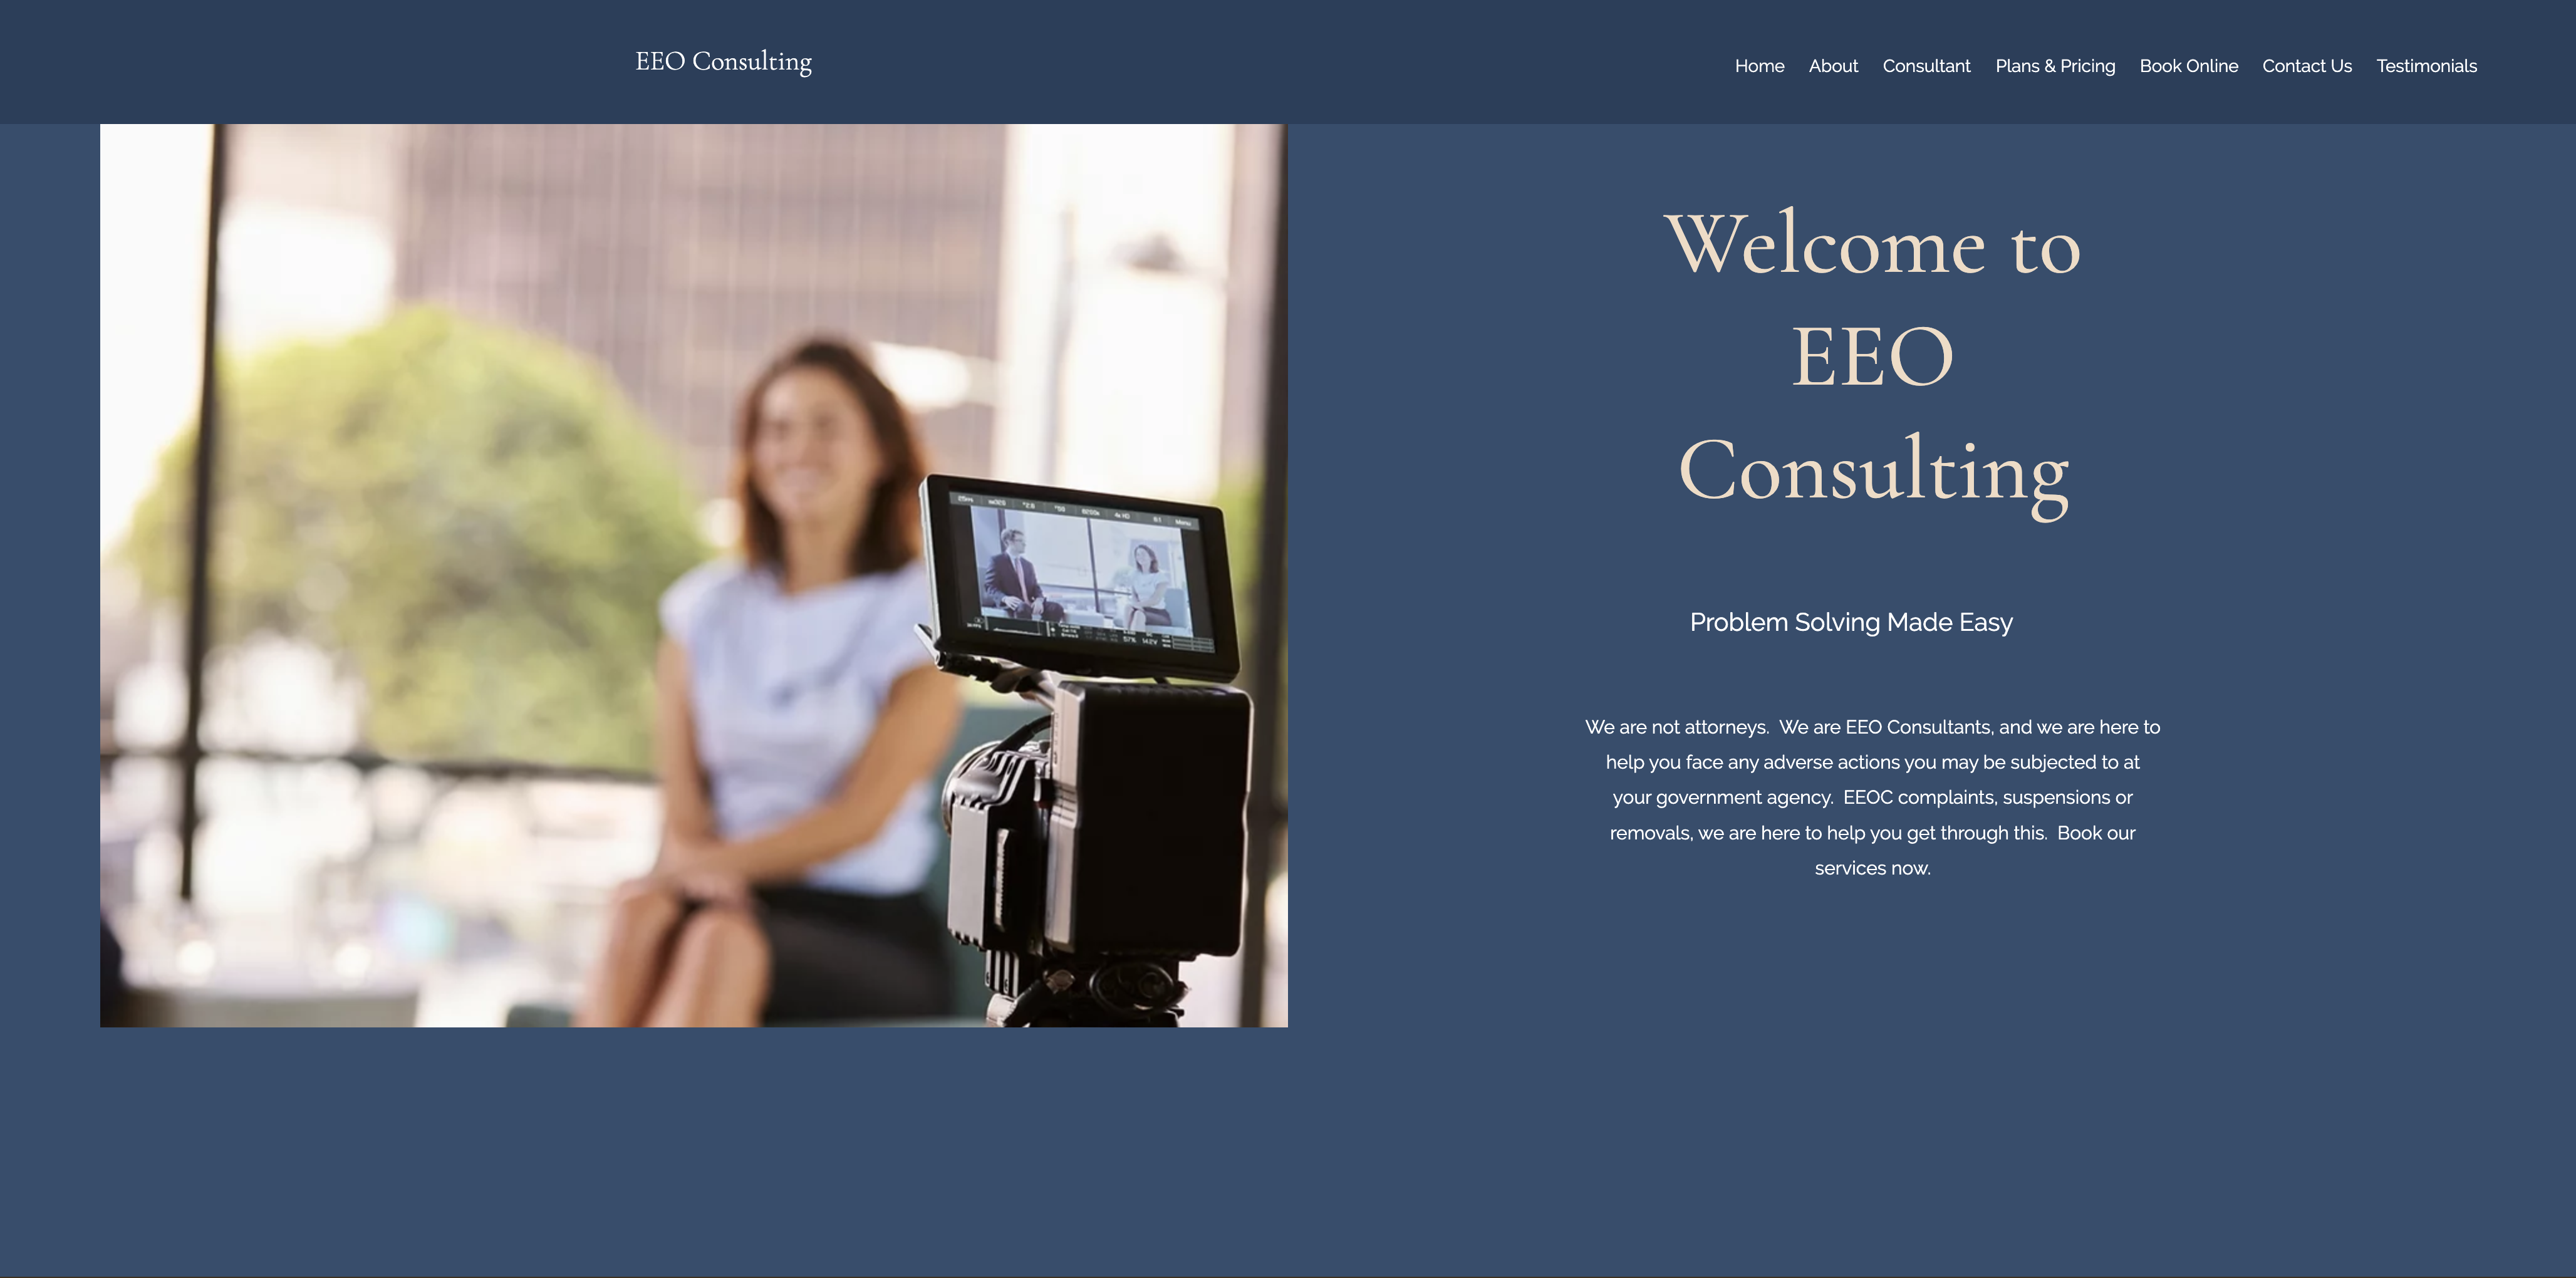 EEO Consulting
Home About Consultant Plans & Pricing Book Online Contact Us Testimonials
Welcome to
EEO
Consulting
Problem Solving Made Easy
We are not attorneys.  We are EEO Consultants, and we are here to
help you face any adverse actions you may be subjected to at
your government agency.  EEOC complaints, suspensions or
removals, we are here to help you get through this.  Book our
services now.
Menu